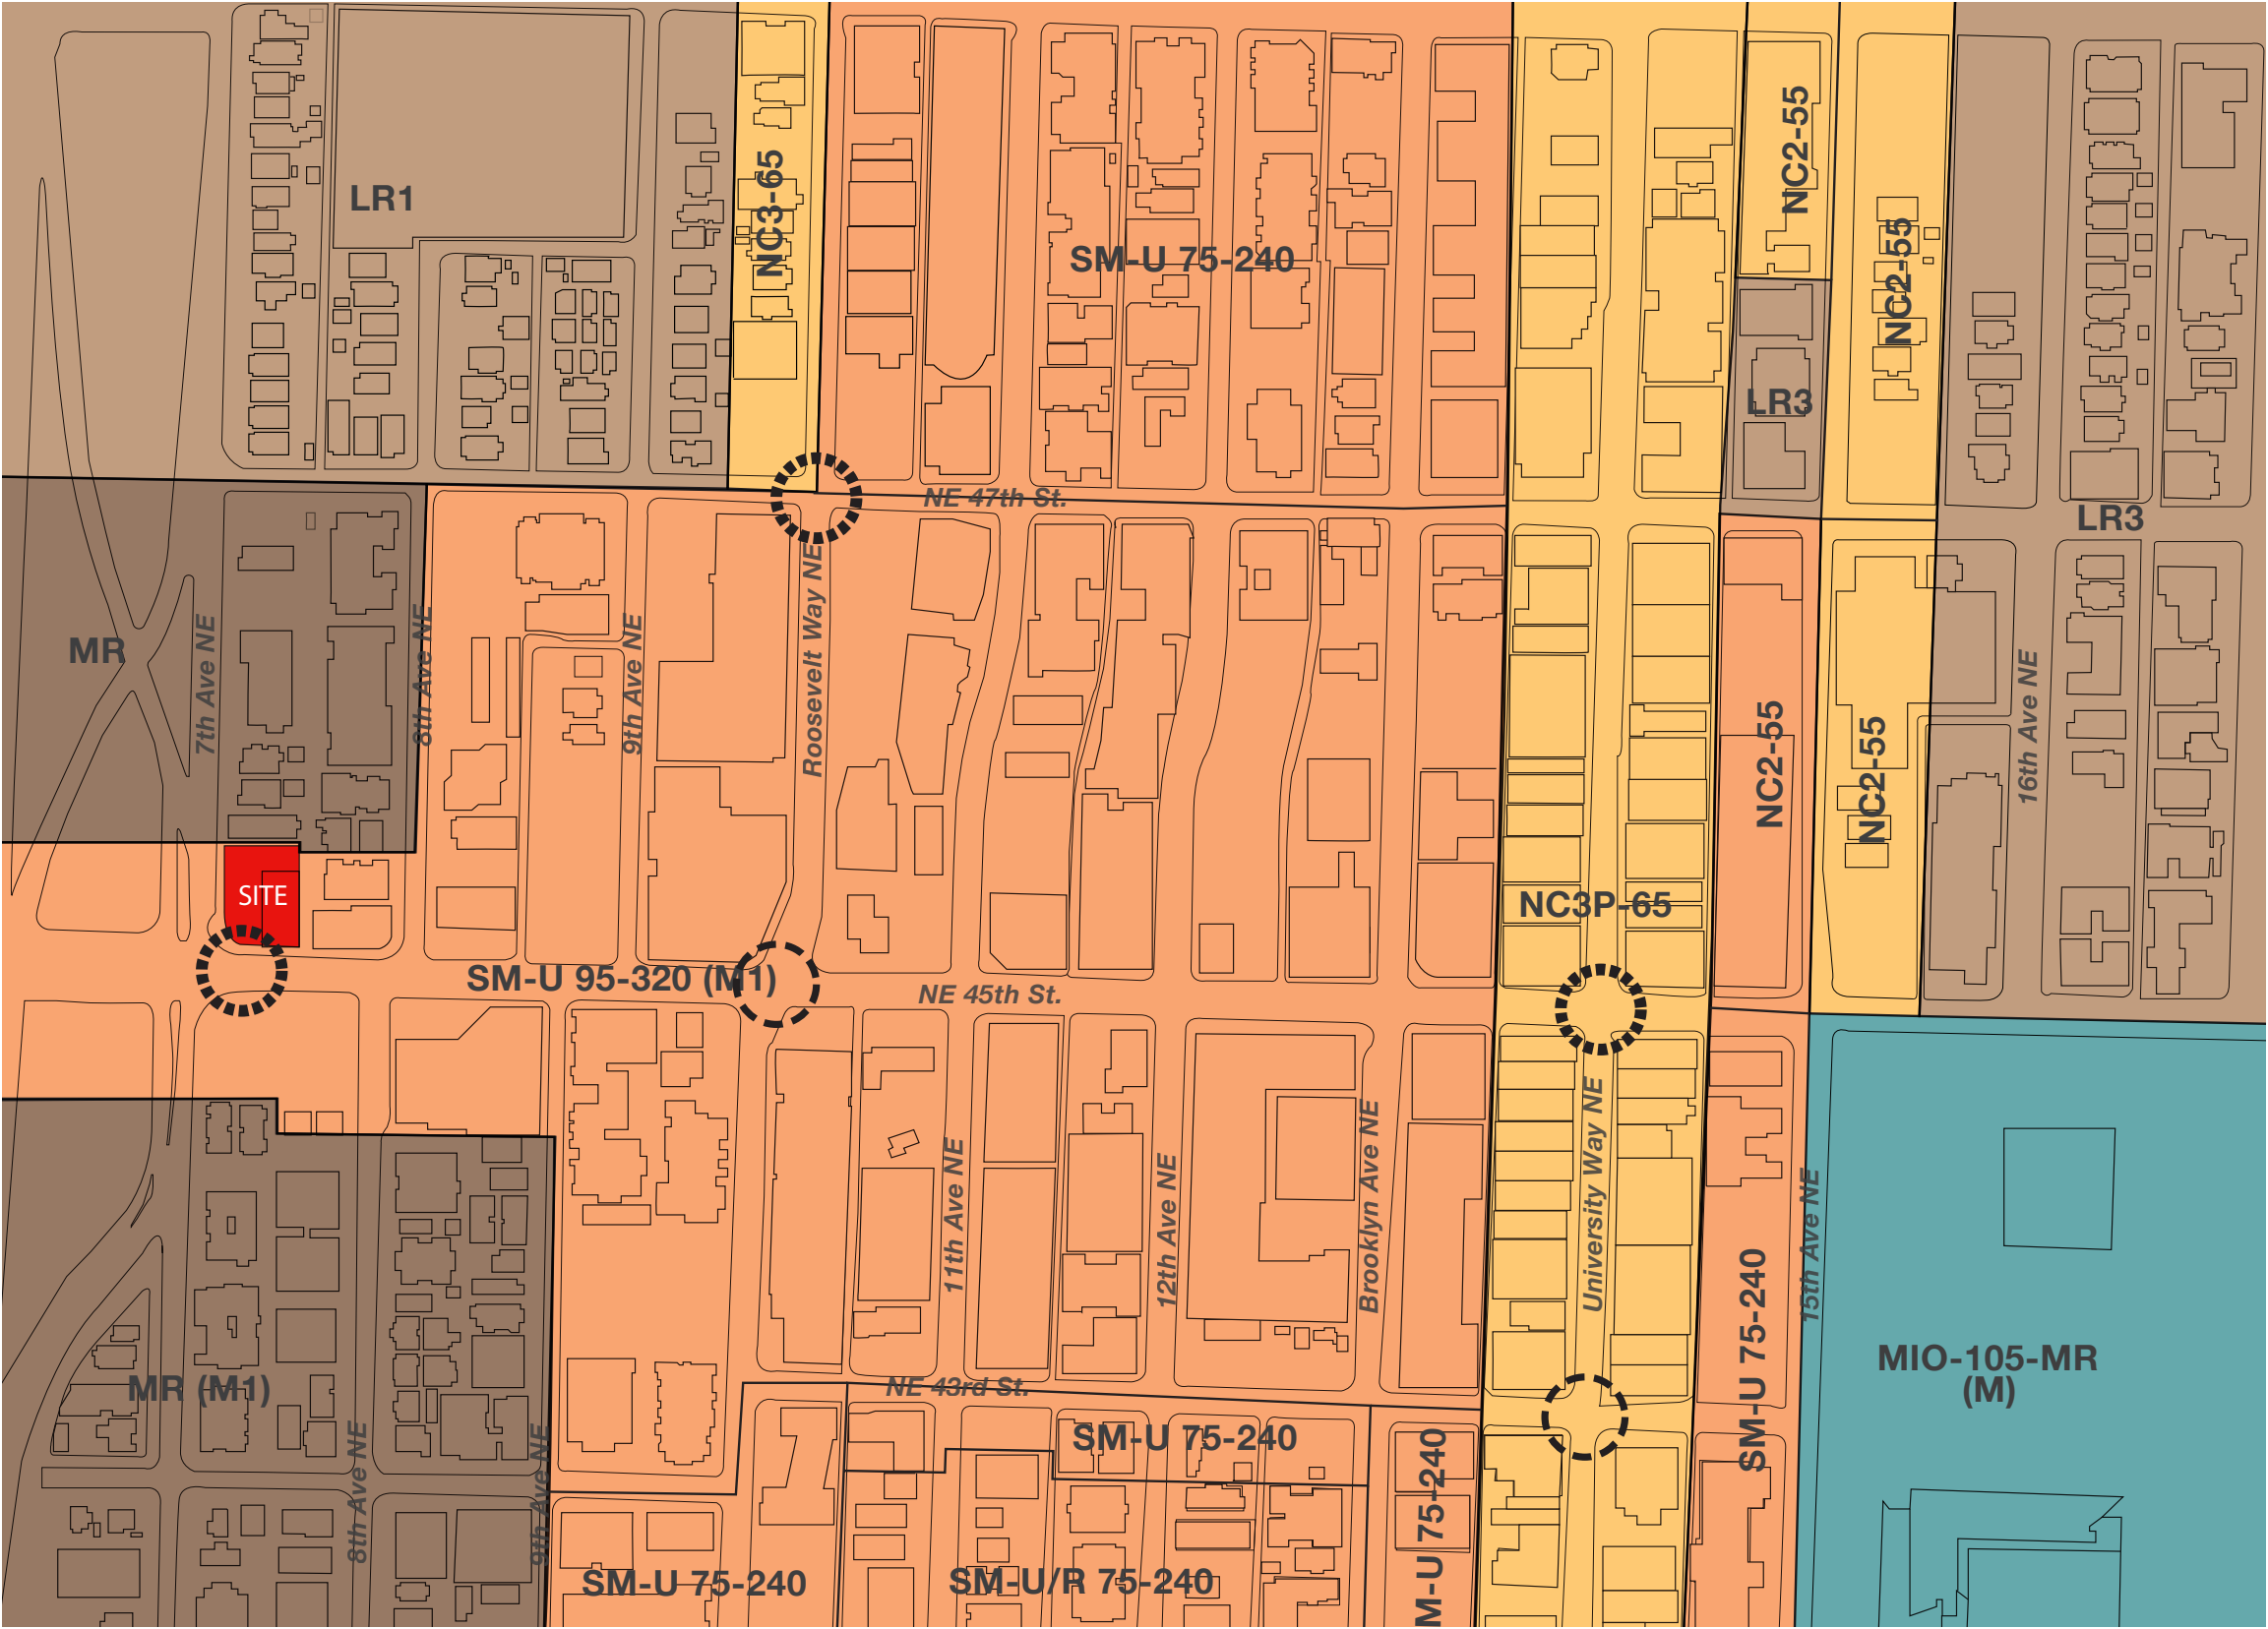 NC2-55
NC3-65
LR1
NC2-55
SM-U 75-240
LR3
NE 47th St.
LR3
MR
7th Ave NE
8th Ave NE
9th Ave NE
Roosevelt Way NE
NC2-55
NC2-55
16th Ave NE
SITE
NC3P-65
SM-U 95-320 (M1)
NE 45th St.
11th Ave NE
12th Ave NE
Brooklyn Ave NE
University Way NE
15th Ave NE
SM-U 75-240
MIO-105-MR
(M)
MR (M1)
NE 43rd St.
8th Ave NE
9th Ave NE
SM-U 75-240
M-U 75-240
SM-U 75-240
SM-U/R 75-240